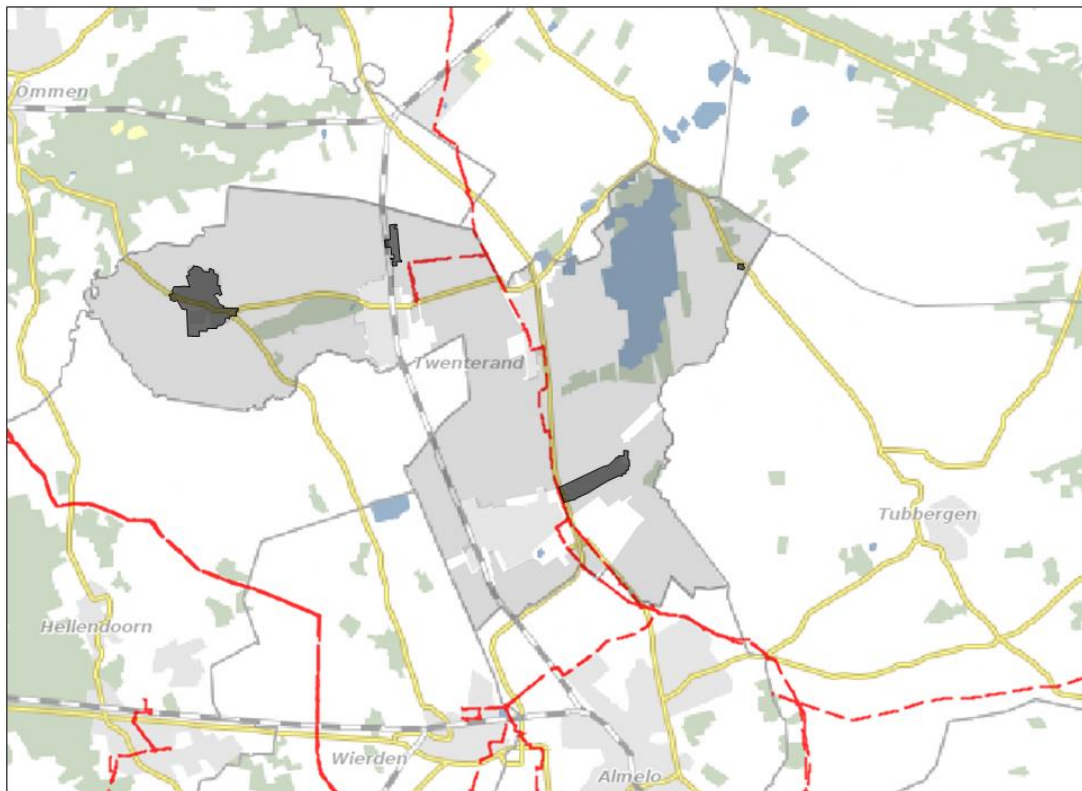 Ommen
Twenterand
Tubbergen
Hellendoorn
Wierden
Almelo